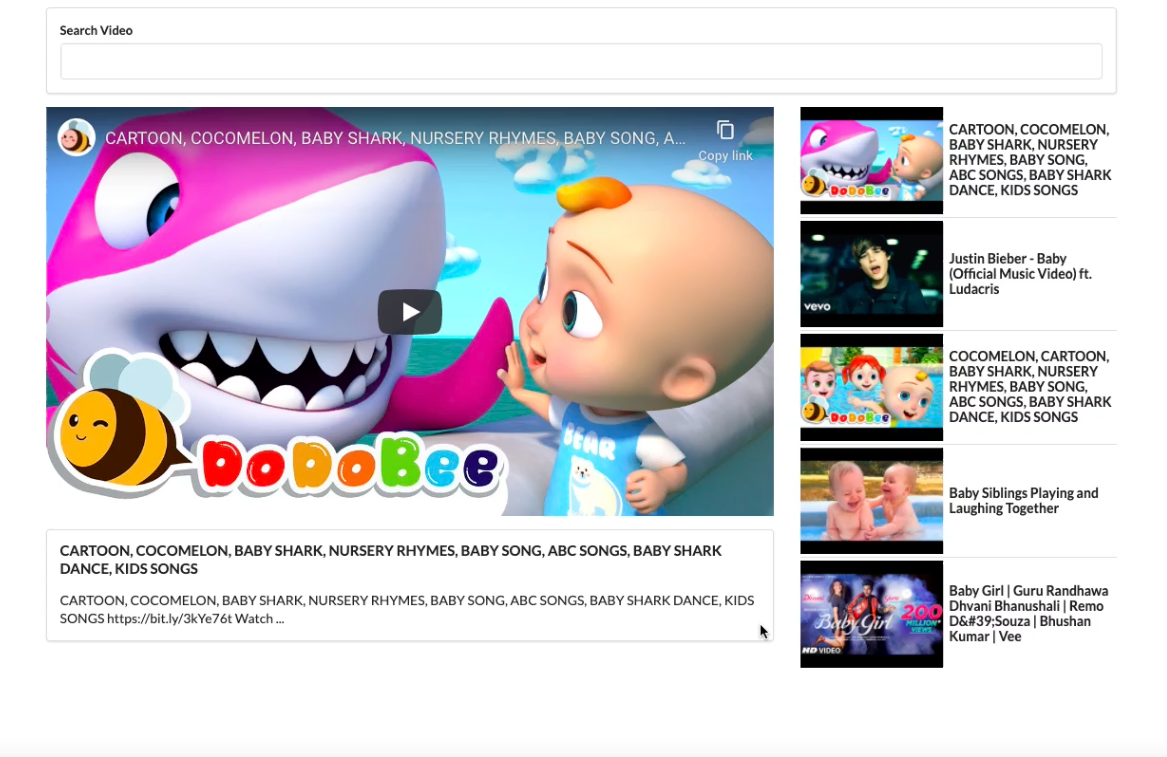 Search Video
CARTOON, COCOMELON, BABY SHARK, NURSERY RHYMES, BABY SONG, A...
Copy link
BEAR
DoDoBee
CARTOON, COCOMELON, BABY SHARK, NURSERY RHYMES, BABY SONG, ABC SONGS, BABY SHARK
DANCE, KIDS SONGS
CARTOON, COCOMELON, BABY SHARK, NURSERY RHYMES, BABY SONG, ABC SONGS, BABY SHARK DANCE, KIDS
SONGS https://bit.ly/3kYe76t Watch ...
DoDoBee
CARTOON, COCOMELON,
BABY SHARK, NURSERY
RHYMES, BABY SONG,
ABC SONGS, BABY SHARK
DANCE, KIDS SONGS
vevo
Justin Bieber - Baby
(Official Music Video) ft.
Ludacris
DoDoBee
COCOMELON, CARTOON,
BABY SHARK, NURSERY
RHYMES, BABY SONG,
ABC SONGS, BABY SHARK
DANCE, KIDS SONGS
Baby Siblings Playing and
Laughing Together
200
MILLION+
VIEWS
Baby Girl
HD VIDEO
Baby Girl | Guru Randhawa
Dhvani Bhanushali | Remo
D&#39;Souza | Bhushan
Kumar | Vee